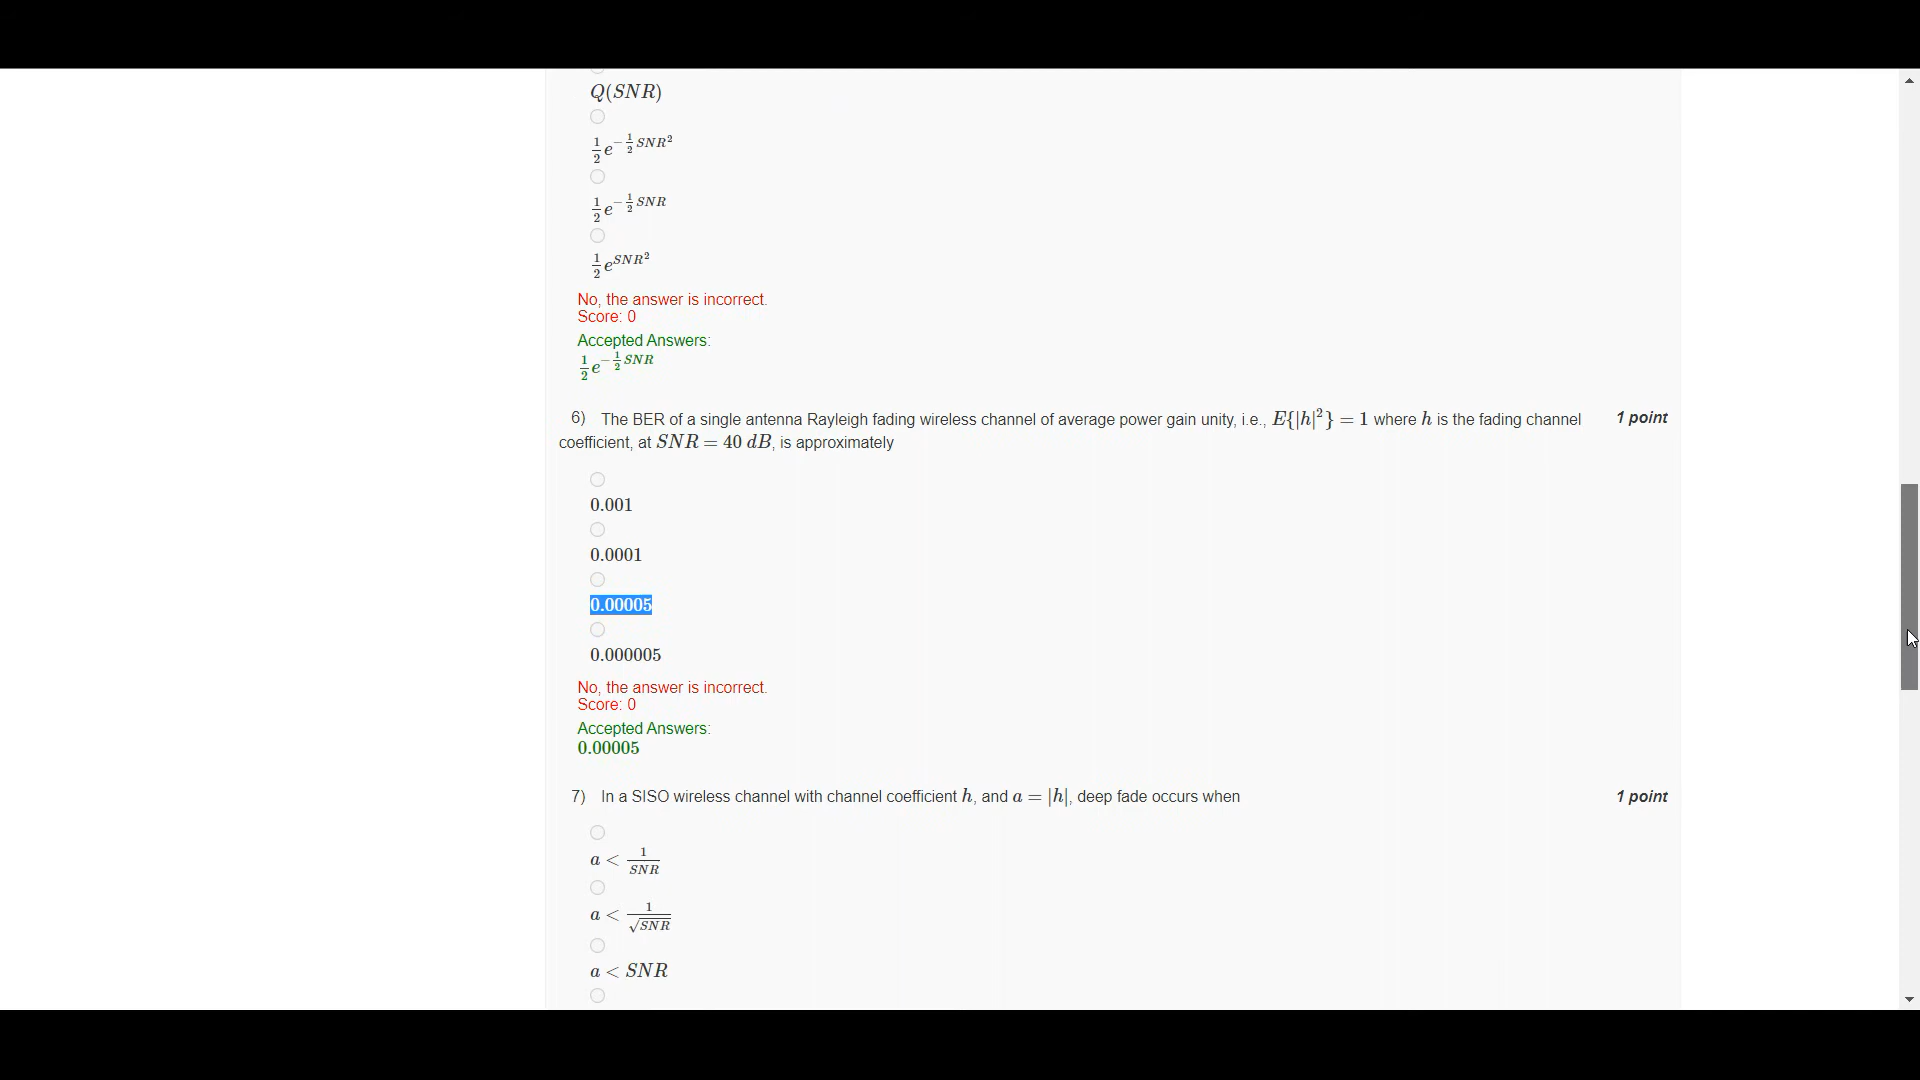 Q(SNR)
1/2 e^{-1/2 SNR²}
1/2 e^{-1/2 SNR}
1/2 e^{SNR²}
No, the answer is incorrect.
Score: 0
Accepted Answers:
1/2 e^{-1/2 SNR}
6) The BER of a single antenna Rayleigh fading wireless channel of average power gain unity, i.e., E{|h|²} = 1 where h is the fading channel 1 point
coefficient, at SNR = 40 dB, is approximately
0.001
0.0001
0.00005
0.000005
No, the answer is incorrect.
Score: 0
Accepted Answers:
0.00005
7) In a SISO wireless channel with channel coefficient h, and a = |h|, deep fade occurs when 1 point
a < 1/SNR
a < 1/√SNR
a < SNR